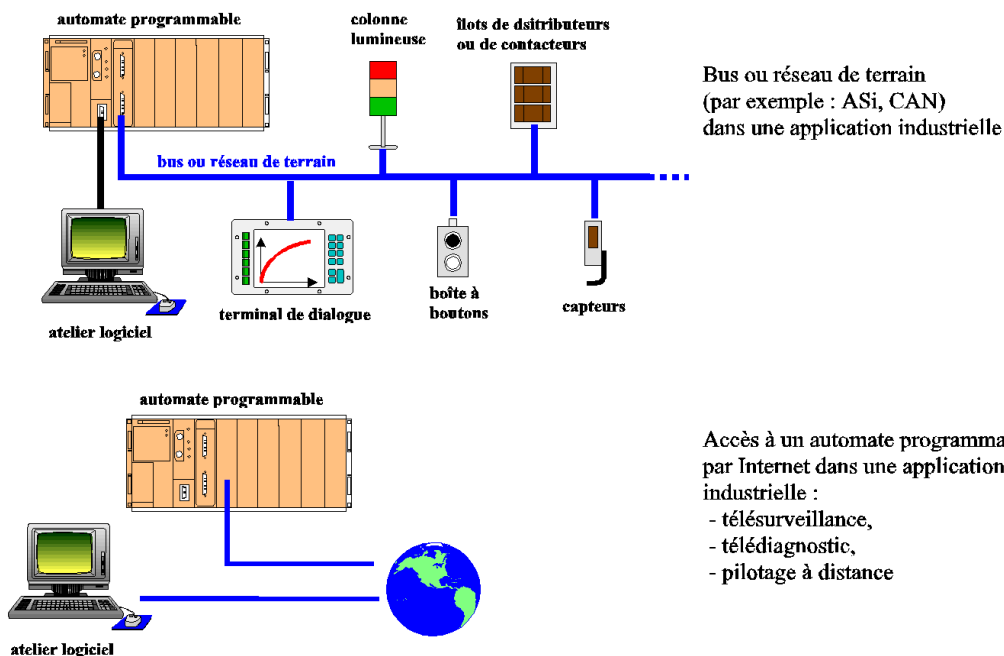 automate programmable
colonne
lumineuse
îlots de dsitributeurs
ou de contacteurs
Bus ou réseau de terrain
(par exemple : ASi, CAN)
dans une application industrielle
bus ou réseau de terrain
atelier logiciel
terminal de dialogue
boîte à
boutons
capteurs
automate programmable
Accès à un automate programma
par Internet dans une application
industrielle :
- télésurveillance,
- télédiagnostic,
- pilotage à distance
atelier logiciel